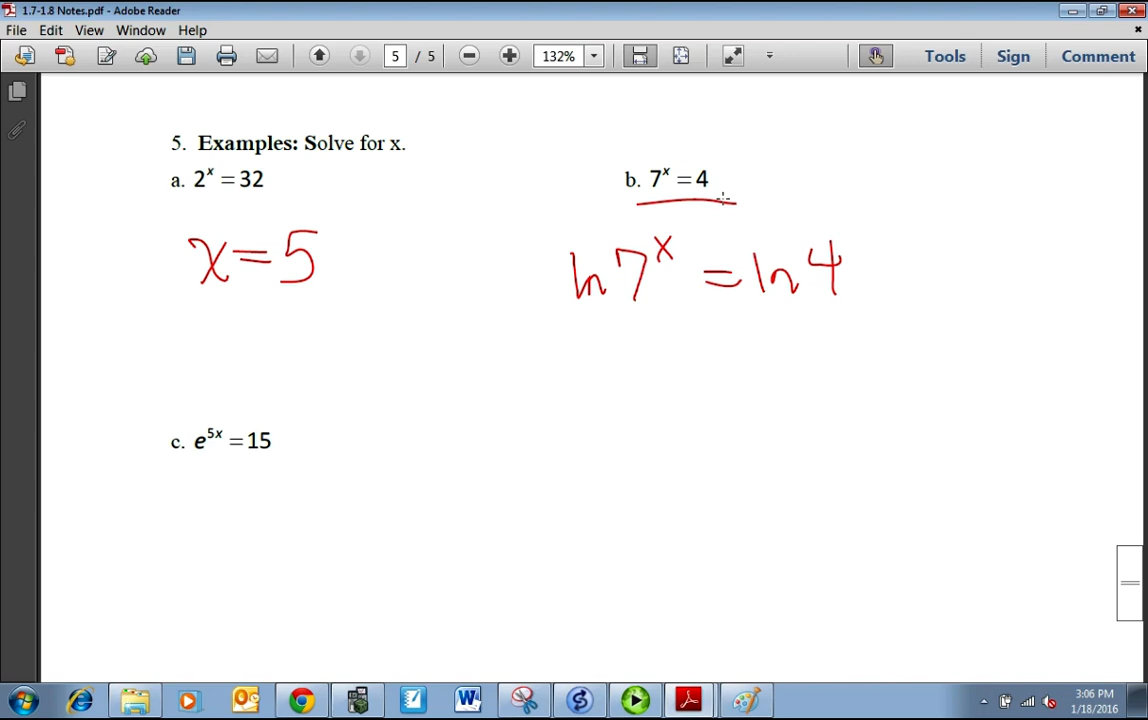 1.7-1.8 Notes.pdf - Adobe Reader
File Edit View Window Help
5 / 5 132% Tools Sign Comment
5. Examples: Solve for x.
a. 2ˣ = 32 b. 7ˣ = 4
x = 5 ln 7ˣ = ln 4
c. e⁵ˣ = 15
3:06 PM
1/18/2016